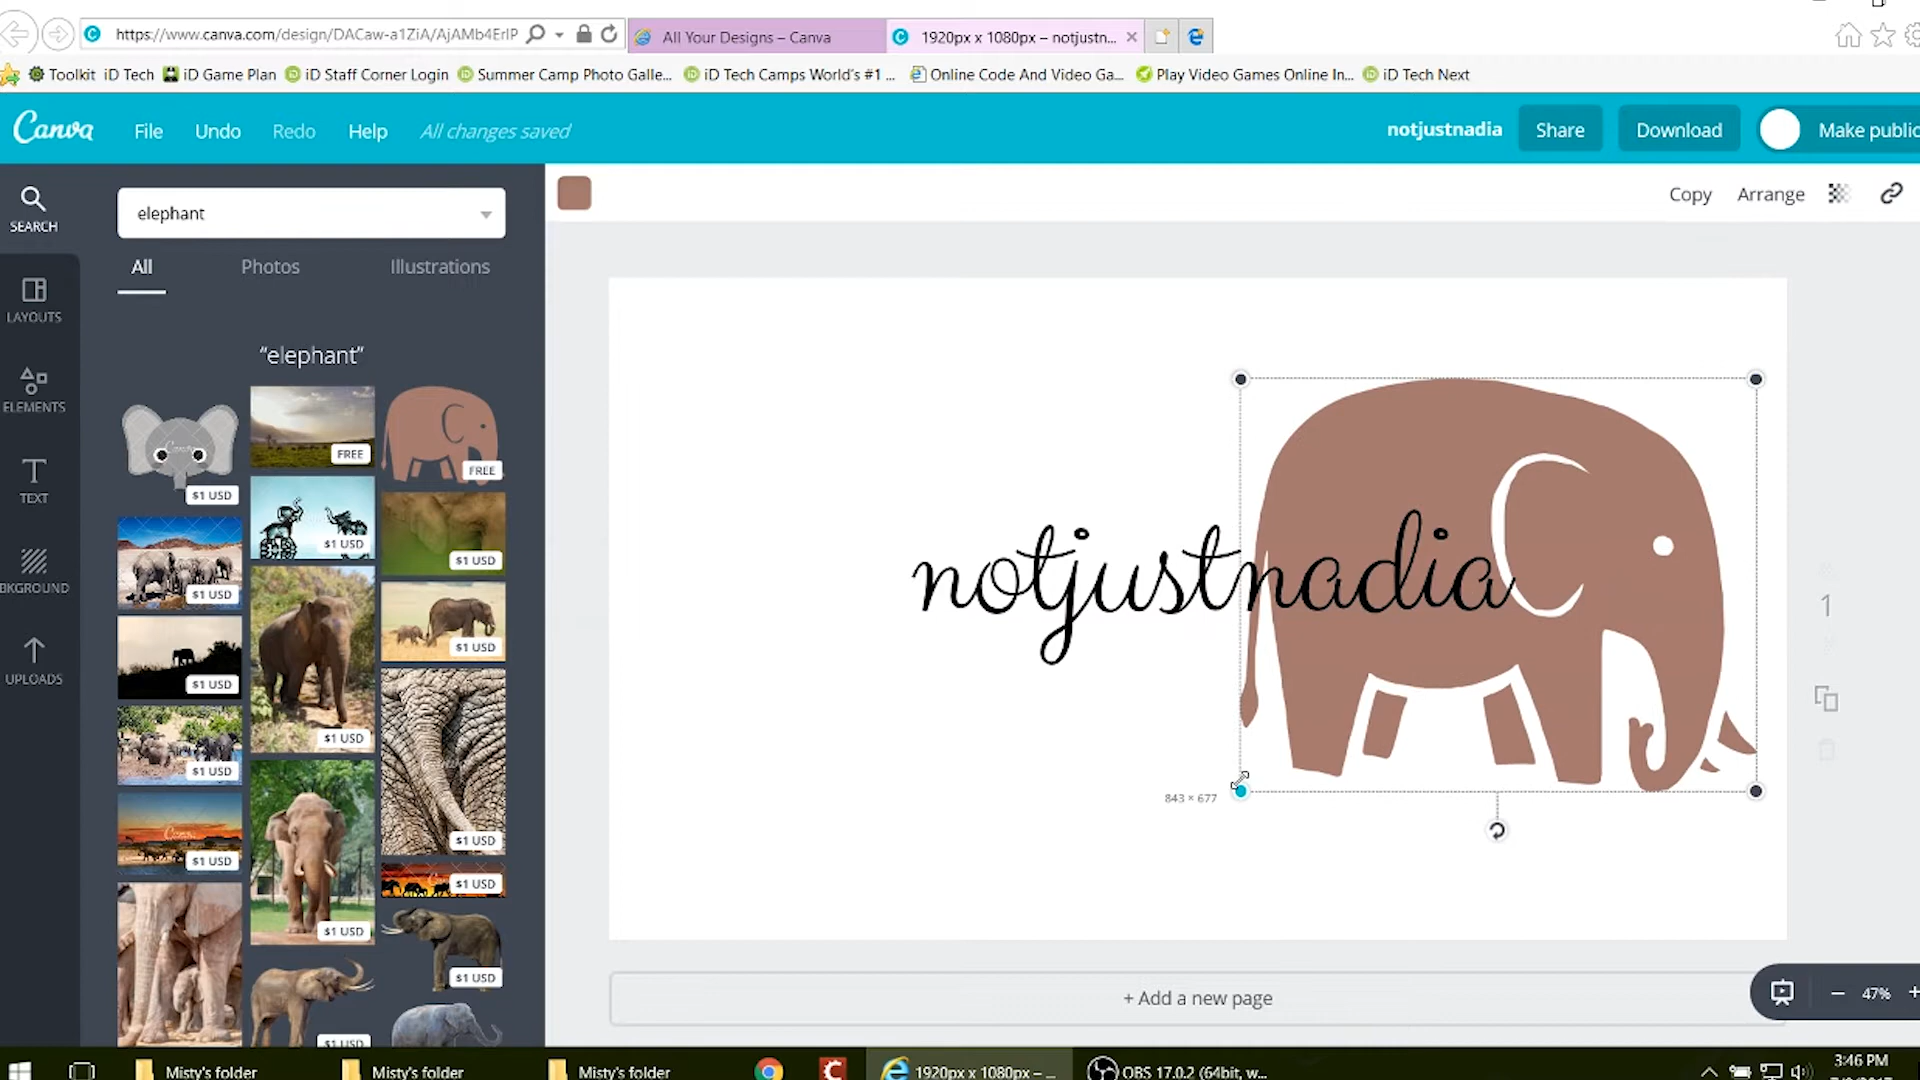 https://www.canva.com/design/DACaw-a1ZiA/AjAMb4ErIP
All Your Designs – Canva
1920px x 1080px – notjustn...
Toolkit
iD Tech
iD Game Plan
iD Staff Corner Login
Summer Camp Photo Galle...
iD Tech Camps World's #1 ...
Online Code And Video Ga...
Play Video Games Online In...
iD Tech Next
Canva
File
Undo
Redo
Help
All changes saved
notjustnadia
Share
Download
Make public
SEARCH
elephant
Copy
Arrange
All
Photos
Illustrations
LAYOUTS
"elephant"
ELEMENTS
TEXT
BKGROUND
UPLOADS
$1 USD
FREE
FREE
$1 USD
$1 USD
$1 USD
$1 USD
$1 USD
$1 USD
$1 USD
$1 USD
$1 USD
$1 USD
$1 USD
$1 USD
$1 USD
$1 USD
notjustnadia
843 × 677
1
+ Add a new page
47%
Misty's folder
Misty's folder
Misty's folder
1920px x 1080px – ...
OBS 17.0.2 (64bit, w...
3:46 PM